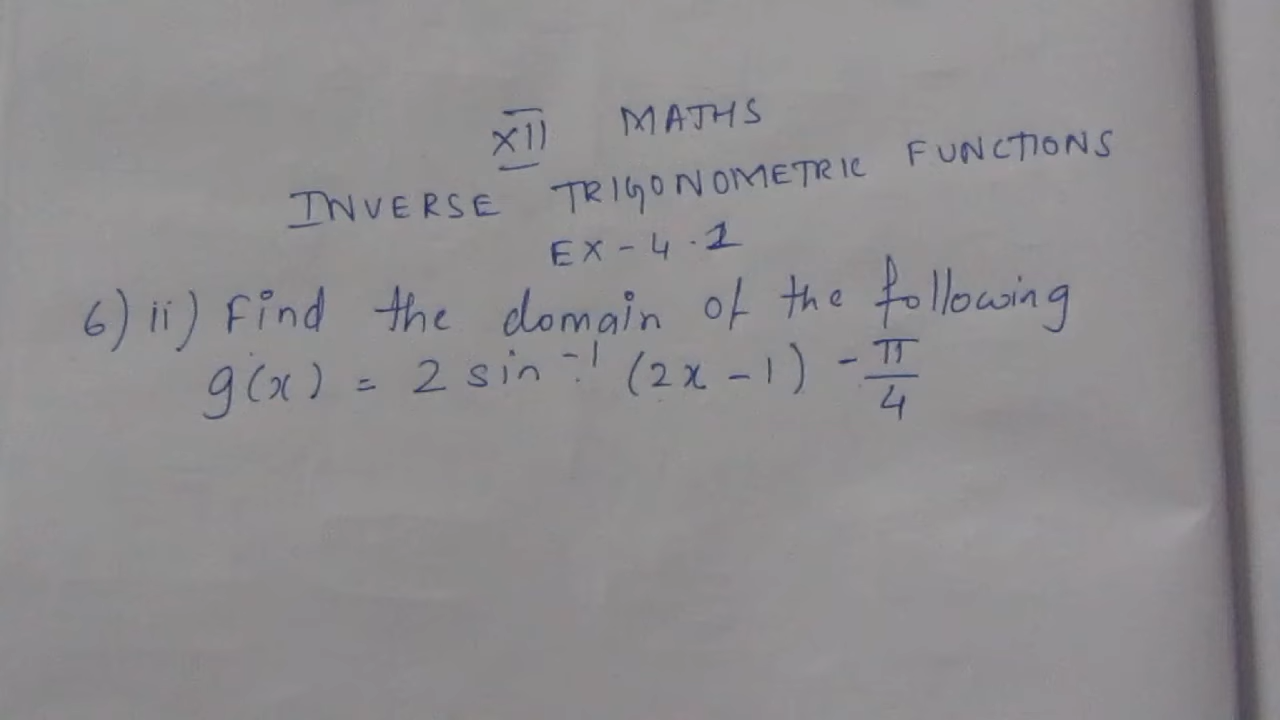 XII MATHS
INVERSE TRIGONOMETRIC FUNCTIONS
EX - 4.1
6) ii) Find the domain of the following
g(x) = 2 sin⁻¹ (2x - 1) - π/4